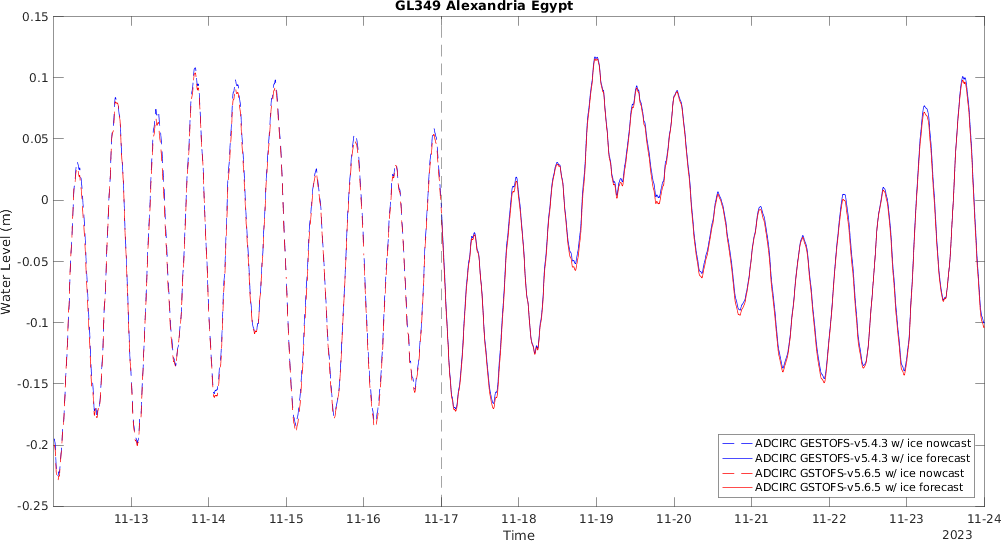 GL349 Alexandria Egypt
0.15
0.1
0.05
0
-0.05
-0.1
-0.15
-0.2
-0.25
Water Level (m)
11-13 11-14 11-15 11-16 11-17 11-18 11-19 11-20 11-21 11-22 11-23 11-24
Time
2023
ADCIRC GESTOFS-v5.4.3 w/ ice nowcast
ADCIRC GESTOFS-v5.4.3 w/ ice forecast
ADCIRC GSTOFS-v5.6.5 w/ ice nowcast
ADCIRC GSTOFS-v5.6.5 w/ ice forecast